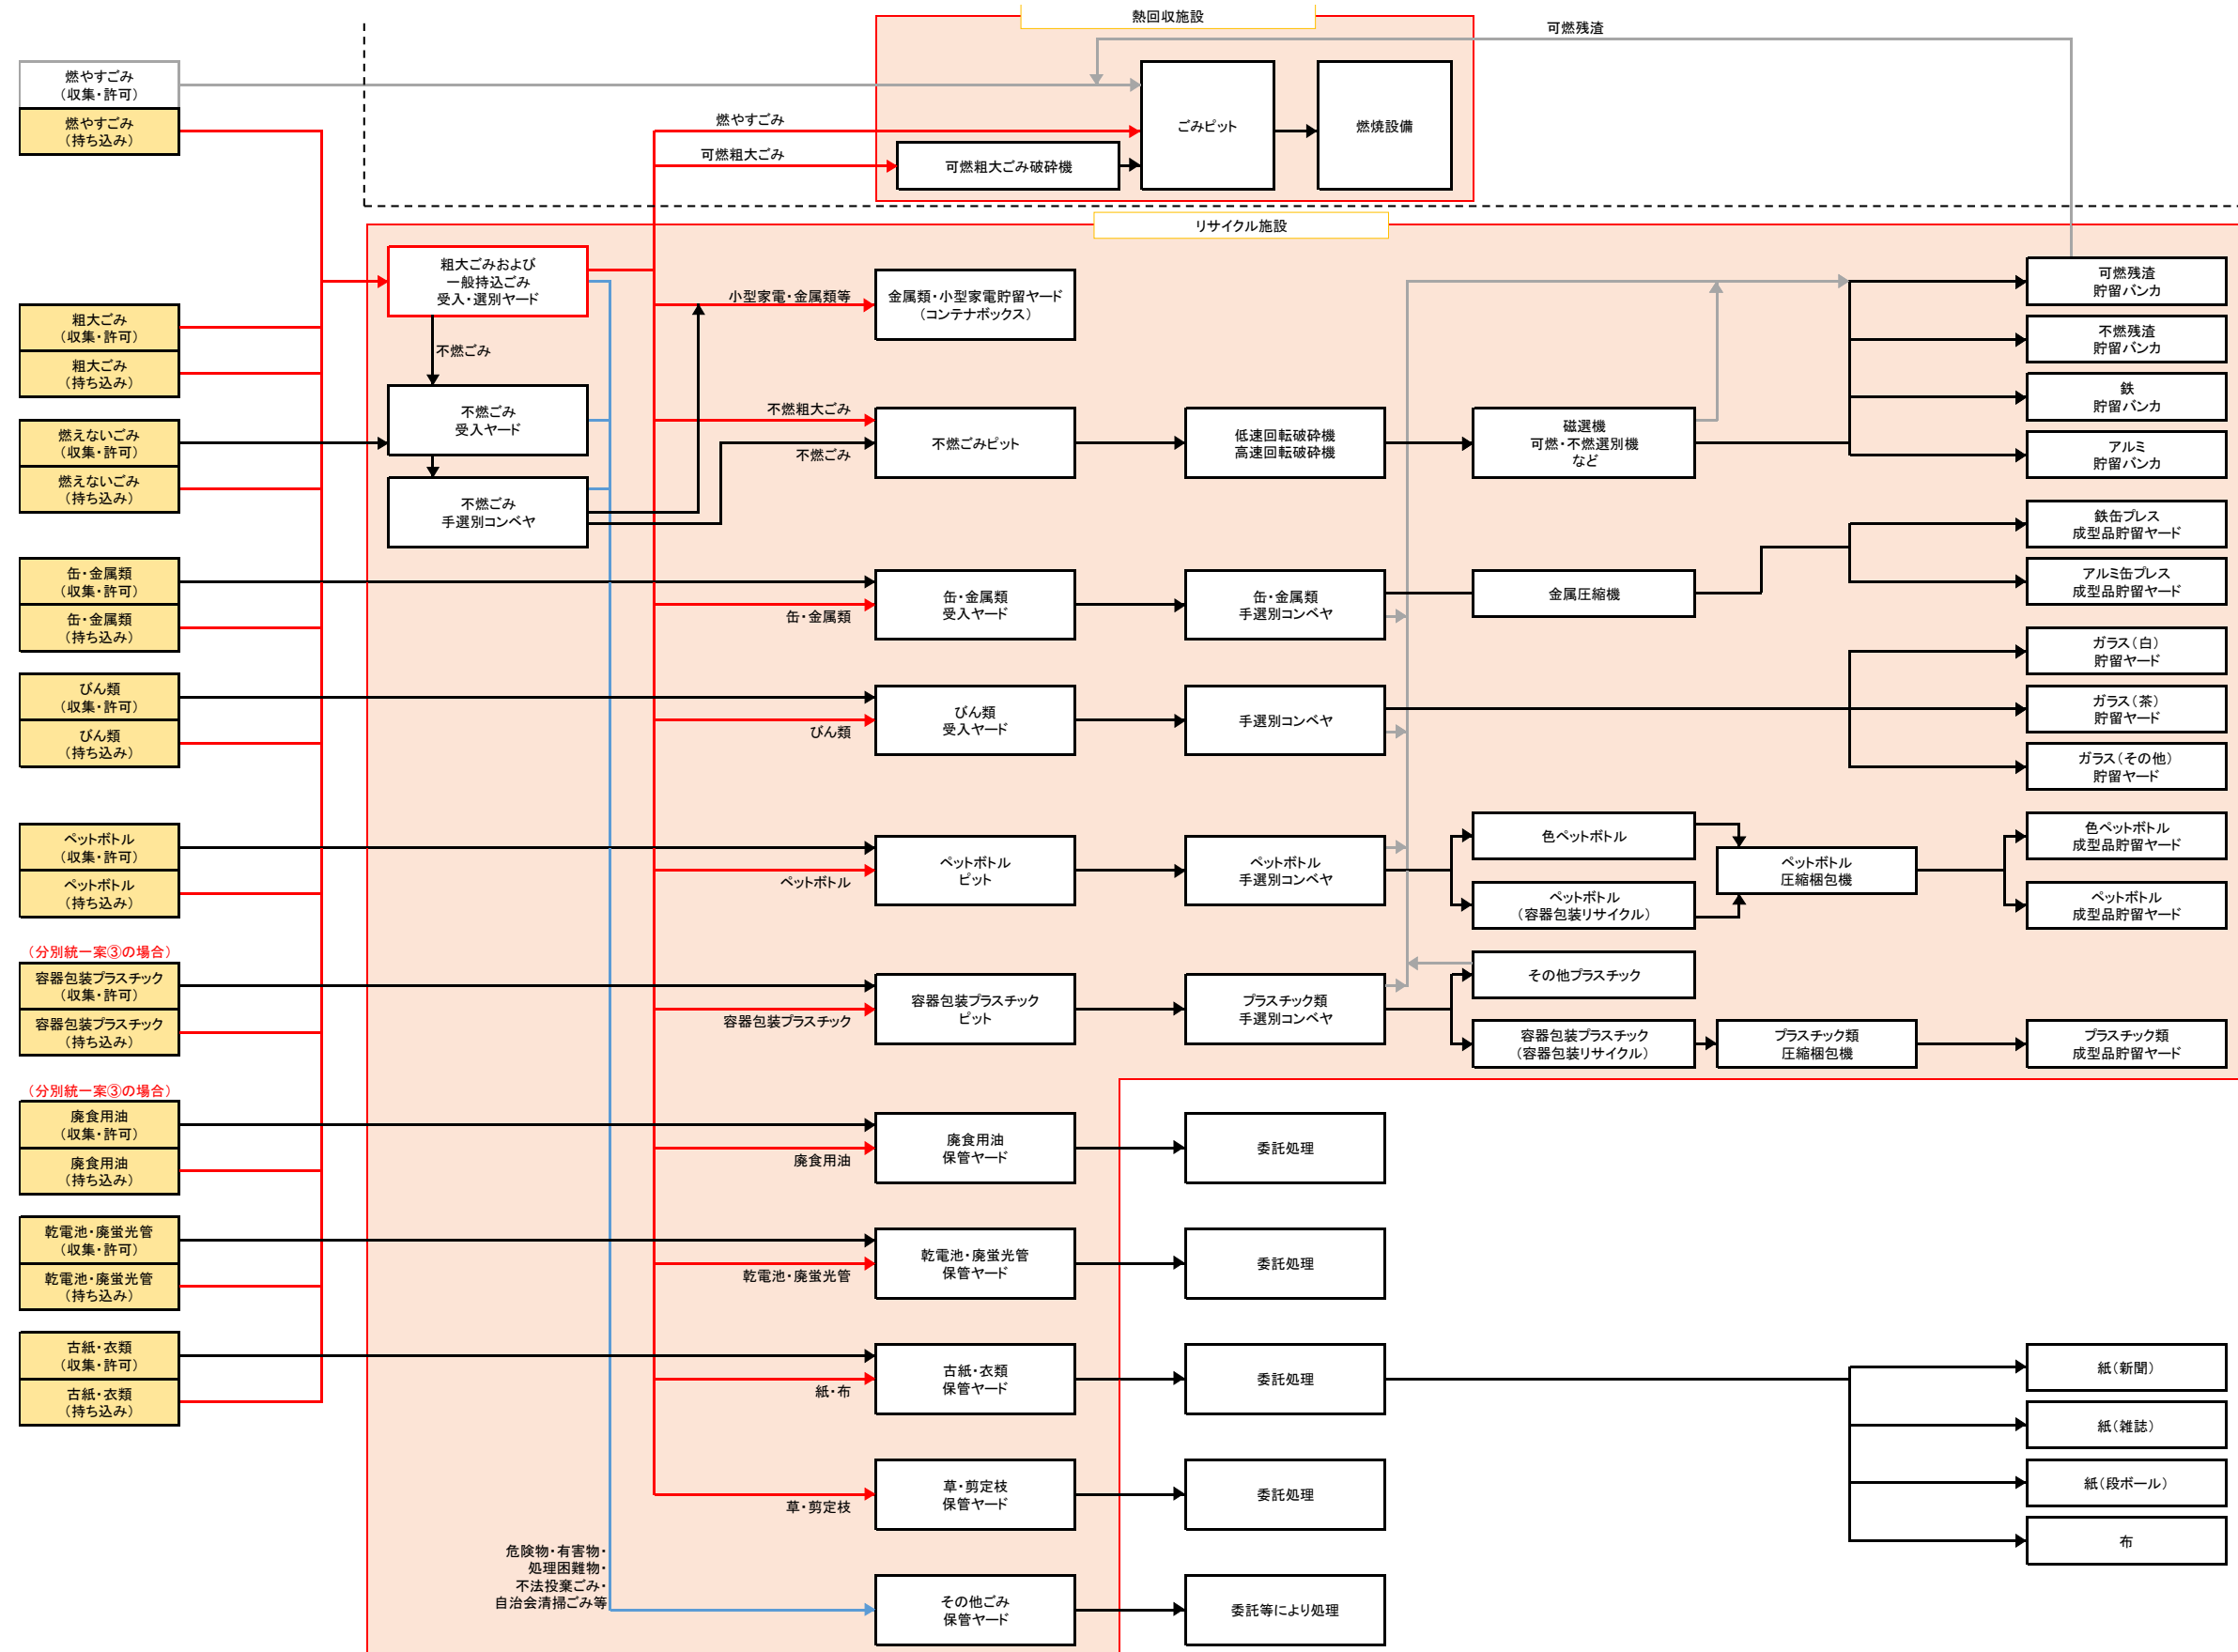 熱回収施設
可燃残渣
燃やすごみ
（収集・許可）
燃やすごみ
（持ち込み）
燃やすごみ
可燃粗大ごみ
可燃粗大ごみ破砕機
ごみピット
燃焼設備
リサイクル施設
粗大ごみおよび
一般持込ごみ
受入・選別ヤード
小型家電・金属類等
金属類・小型家電貯留ヤード
（コンテナボックス）
可燃残渣
貯留バンカ
粗大ごみ
（収集・許可）
粗大ごみ
（持ち込み）
不燃ごみ
不燃残渣
貯留バンカ
鉄
貯留バンカ
アルミ
貯留バンカ
燃えないごみ
（収集・許可）
燃えないごみ
（持ち込み）
不燃ごみ
受入ヤード
不燃ごみ
手選別コンベヤ
不燃粗大ごみ
不燃ごみ
不燃ごみピット
低速回転破砕機
高速回転破砕機
磁選機
可燃・不燃選別機
など
鉄缶プレス
成型品貯留ヤード
アルミ缶プレス
成型品貯留ヤード
缶・金属類
（収集・許可）
缶・金属類
（持ち込み）
缶・金属類
缶・金属類
受入ヤード
缶・金属類
手選別コンベヤ
金属圧縮機
ガラス（白）
貯留ヤード
ガラス（茶）
貯留ヤード
ガラス（その他）
貯留ヤード
びん類
（収集・許可）
びん類
（持ち込み）
びん類
びん類
受入ヤード
手選別コンベヤ
ペットボトル
（収集・許可）
ペットボトル
（持ち込み）
ペットボトル
ペットボトル
ピット
ペットボトル
手選別コンベヤ
色ペットボトル
ペットボトル
（容器包装リサイクル）
ペットボトル
圧縮梱包機
色ペットボトル
成型品貯留ヤード
ペットボトル
成型品貯留ヤード
（分別統一案③の場合）
容器包装プラスチック
（収集・許可）
容器包装プラスチック
（持ち込み）
容器包装プラスチック
容器包装プラスチック
ピット
プラスチック類
手選別コンベヤ
その他プラスチック
容器包装プラスチック
（容器包装リサイクル）
プラスチック類
圧縮梱包機
プラスチック類
成型品貯留ヤード
（分別統一案③の場合）
廃食用油
（収集・許可）
廃食用油
（持ち込み）
廃食用油
廃食用油
保管ヤード
委託処理
乾電池・廃蛍光管
（収集・許可）
乾電池・廃蛍光管
（持ち込み）
乾電池・廃蛍光管
乾電池・廃蛍光管
保管ヤード
委託処理
古紙・衣類
（収集・許可）
古紙・衣類
（持ち込み）
紙・布
古紙・衣類
保管ヤード
委託処理
紙（新聞）
紙（雑誌）
紙（段ボール）
布
草・剪定枝
草・剪定枝
保管ヤード
委託処理
危険物・有害物・
処理困難物・
不法投棄ごみ・
自治会清掃ごみ等
その他ごみ
保管ヤード
委託等により処理